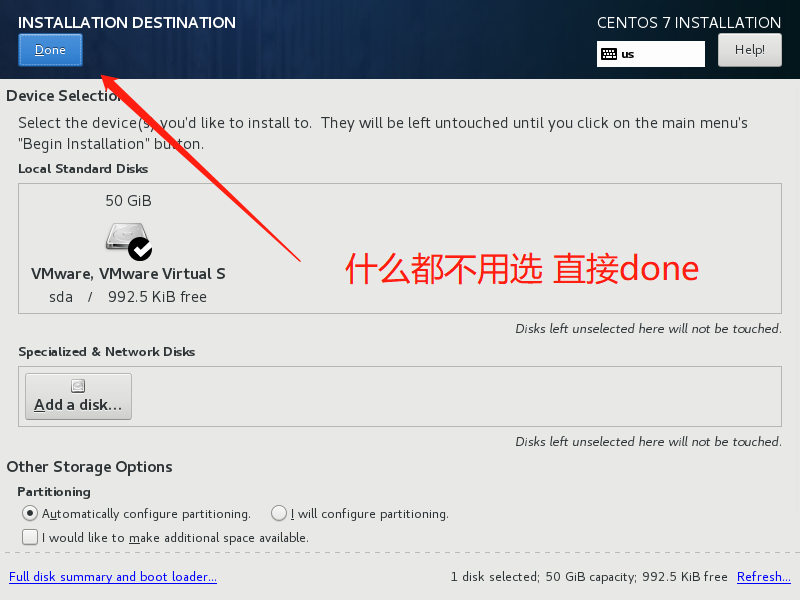 INSTALLATION DESTINATION
CENTOS 7 INSTALLATION
Done
us
Help!
Device Selection
Select the device(s) you'd like to install to.  They will be left untouched until you click on the main menu's
"Begin Installation" button.
Local Standard Disks
50 GiB
VMware, VMware Virtual S
sda / 992.5 KiB free
什么都不用选 直接done
Disks left unselected here will not be touched.
Specialized & Network Disks
Add a disk...
Disks left unselected here will not be touched.
Other Storage Options
Partitioning
Automatically configure partitioning.
I will configure partitioning.
I would like to make additional space available.
Full disk summary and boot loader...
1 disk selected; 50 GiB capacity; 992.5 KiB free
Refresh...